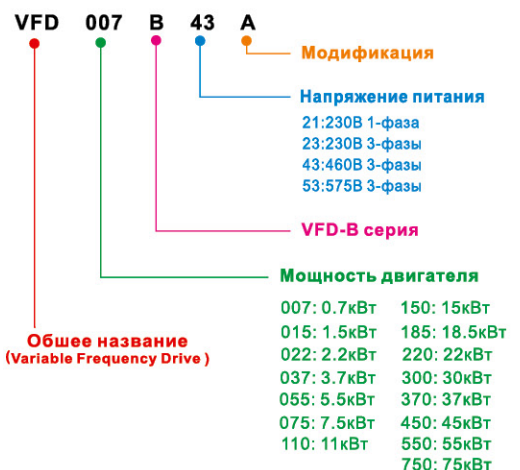 VFD 007 B 43 A
Модификация
Напряжение питания
21:230В 1-фаза
23:230В 3-фазы
43:460В 3-фазы
53:575В 3-фазы
VFD-B серия
Мощность двигателя
007: 0.7кВт 150: 15кВт
015: 1.5кВт 185: 18.5кВт
022: 2.2кВт 220: 22кВт
037: 3.7кВт 300: 30кВт
055: 5.5кВт 370: 37кВт
075: 7.5кВт 450: 45кВт
110: 11кВт 550: 55кВт
750: 75кВт
Обшее название
(Variable Frequency Drive )